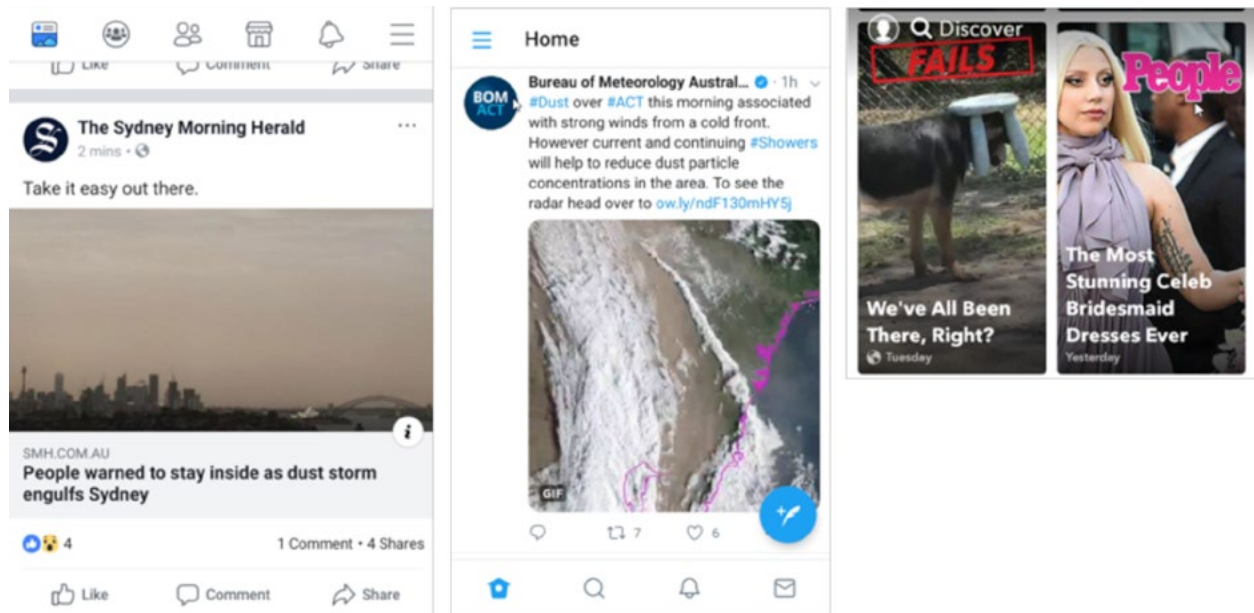 Like Comment Share
The Sydney Morning Herald
2 mins •
Take it easy out there.
SMH.COM.AU
People warned to stay inside as dust storm
engulfs Sydney
4
1 Comment • 4 Shares
Like Comment Share
Home
BOM
ACT
Bureau of Meteorology Austral... · 1h
#Dust over #ACT this morning associated
with strong winds from a cold front.
However current and continuing #Showers
will help to reduce dust particle
concentrations in the area. To see the
radar head over to ow.ly/ndF130mHY5j
GIF
7 6
Discover
FAILS
We've All Been
There, Right?
Tuesday
People
The Most
Stunning Celeb
Bridesmaid
Dresses Ever
Yesterday